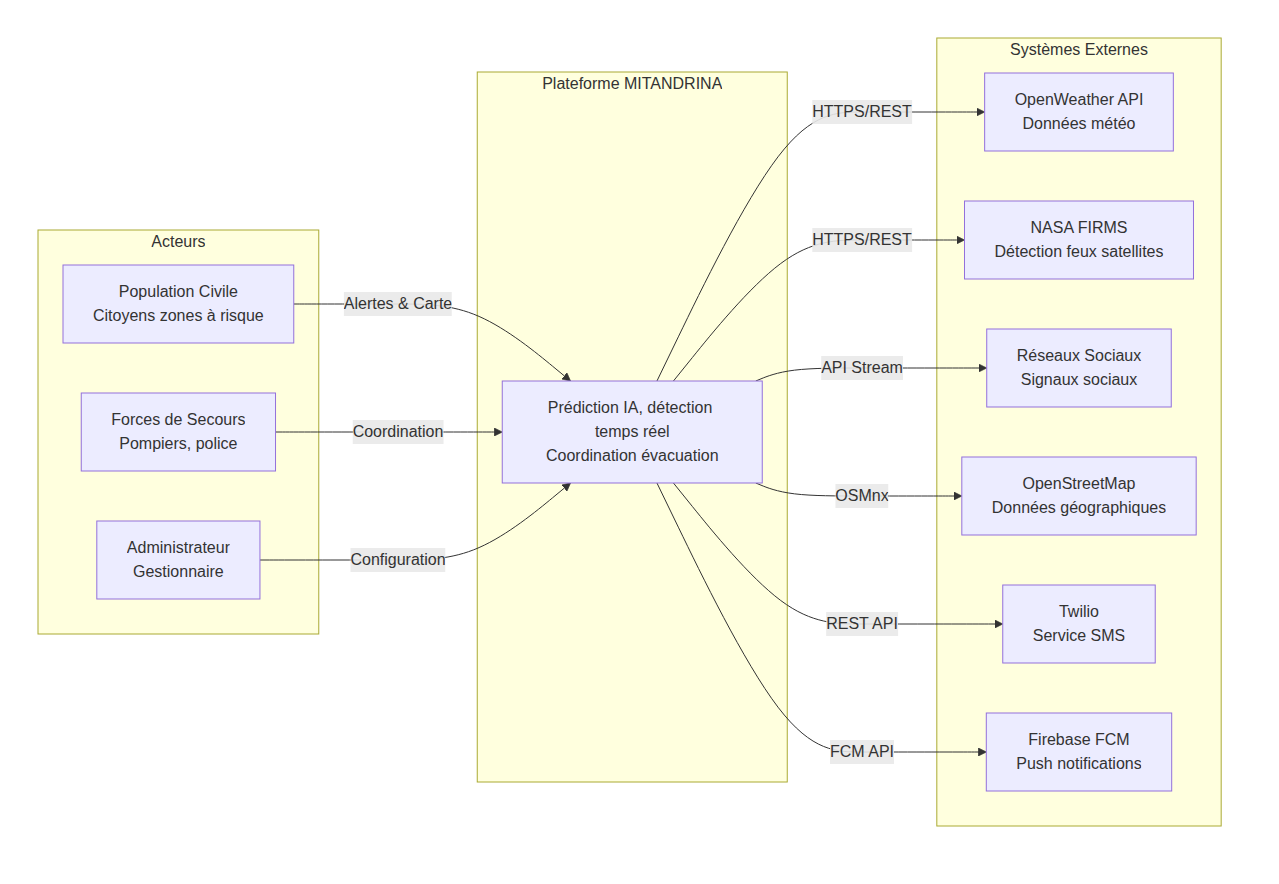 Acteurs
Population Civile
Citoyens zones à risque
Forces de Secours
Pompiers, police
Administrateur
Gestionnaire
Alertes & Carte
Coordination
Configuration
Plateforme MITANDRINA
Prédiction IA, détection
temps réel
Coordination évacuation
HTTPS/REST
HTTPS/REST
API Stream
OSMnx
REST API
FCM API
Systèmes Externes
OpenWeather API
Données météo
NASA FIRMS
Détection feux satellites
Réseaux Sociaux
Signaux sociaux
OpenStreetMap
Données géographiques
Twilio
Service SMS
Firebase FCM
Push notifications